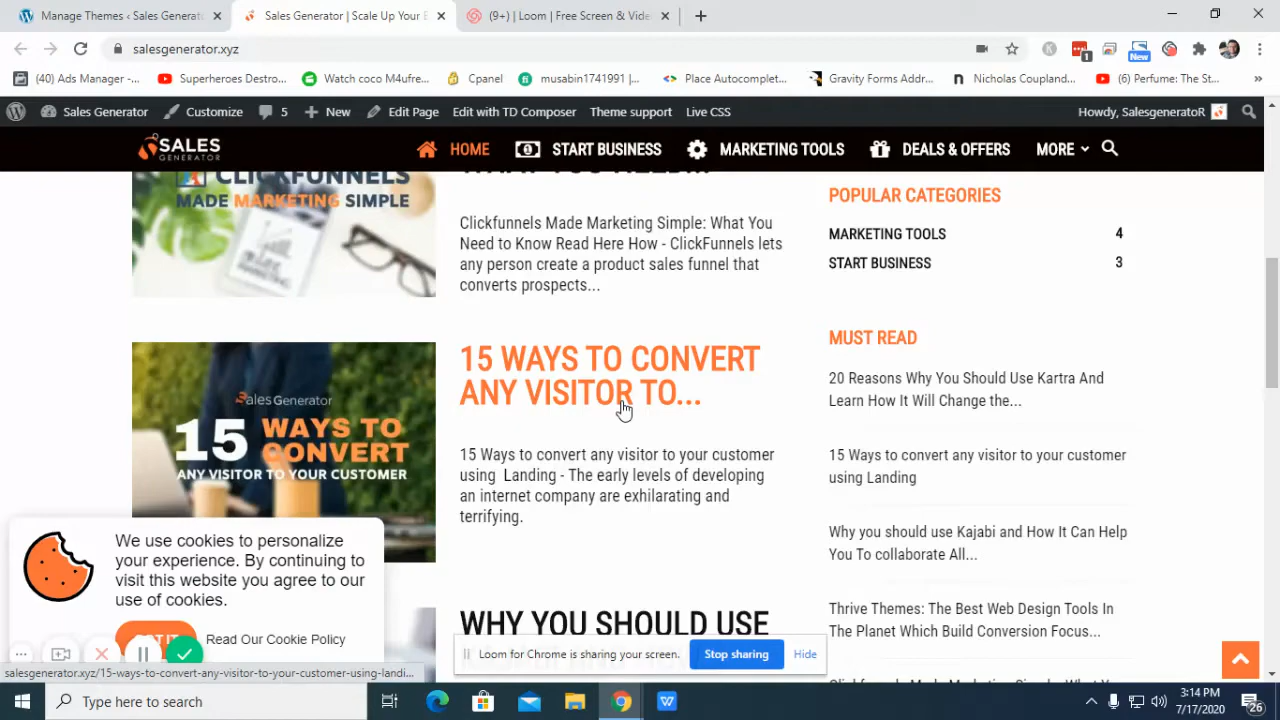 Manage Themes ‹ Sales Generator
Sales Generator | Scale Up Your E
(9+) Loom | Free Screen & Vide
salesgenerator.xyz
1
New
(40) Ads Manager -...
Superheroes Destro...
Watch coco M4ufre...
Cpanel
musabin1741991 |...
Place Autocomplet...
Gravity Forms Addr...
Nicholas Coupland...
(6) Perfume: The St...
Sales Generator
Customize
5
New
Edit Page
Edit with TD Composer
Theme support
Live CSS
Howdy, SalesgeneratoR
SALES
GENERATOR
HOME
START BUSINESS
MARKETING TOOLS
DEALS & OFFERS
MORE
CLICKFUNNELS
MADE MARKETING SIMPLE
WHAT YOU NEED...
Clickfunnels Made Marketing Simple: What You
Need to Know Read Here How - ClickFunnels lets
any person create a product sales funnel that
converts prospects...
POPULAR CATEGORIES
MARKETING TOOLS 4
START BUSINESS 3
SalesGenerator
15 WAYS TO
CONVERT
ANY VISITOR TO YOUR CUSTOMER
15 WAYS TO CONVERT
ANY VISITOR TO...
15 Ways to convert any visitor to your customer
using Landing - The early levels of developing
an internet company are exhilarating and
terrifying.
MUST READ
20 Reasons Why You Should Use Kartra And
Learn How It Will Change the...
15 Ways to convert any visitor to your customer
using Landing
Why you should use Kajabi and How It Can Help
You To collaborate All...
Thrive Themes: The Best Web Design Tools In
The Planet Which Build Conversion Focus...
Clickfunnels Made Marketing Simple: What Y
WHY YOU SHOULD USE
We use cookies to personalize
your experience. By continuing to
visit this website you agree to our
use of cookies.
GOT IT
Read Our Cookie Policy
Loom for Chrome is sharing your screen.
Stop sharing
Hide
salesgenerator.xyz/15-ways-to-convert-any-visitor-to-your-customer-using-landi...
Type here to search
3:14 PM
7/17/2020
26